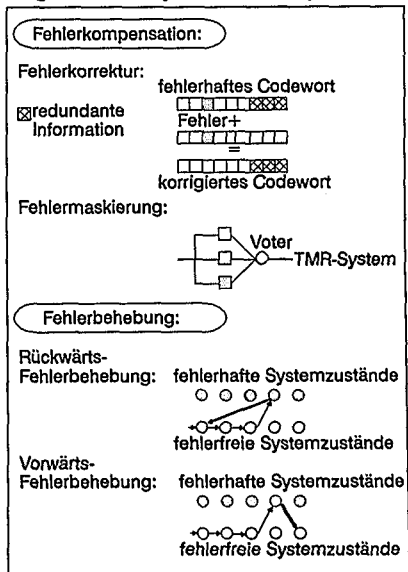 Fehlerkompensation:
Fehlerkorrektur:
fehlerhaftes Codewort
redundante
Information
Fehler+
=
korrigiertes Codewort
Fehlermaskierung:
Voter
TMR-System
Fehlerbehebung:
Rückwärts-
Fehlerbehebung:
fehlerhafte Systemzustände
fehlerfreie Systemzustände
Vorwärts-
Fehlerbehebung:
fehlerhafte Systemzustände
fehlerfreie Systemzustände